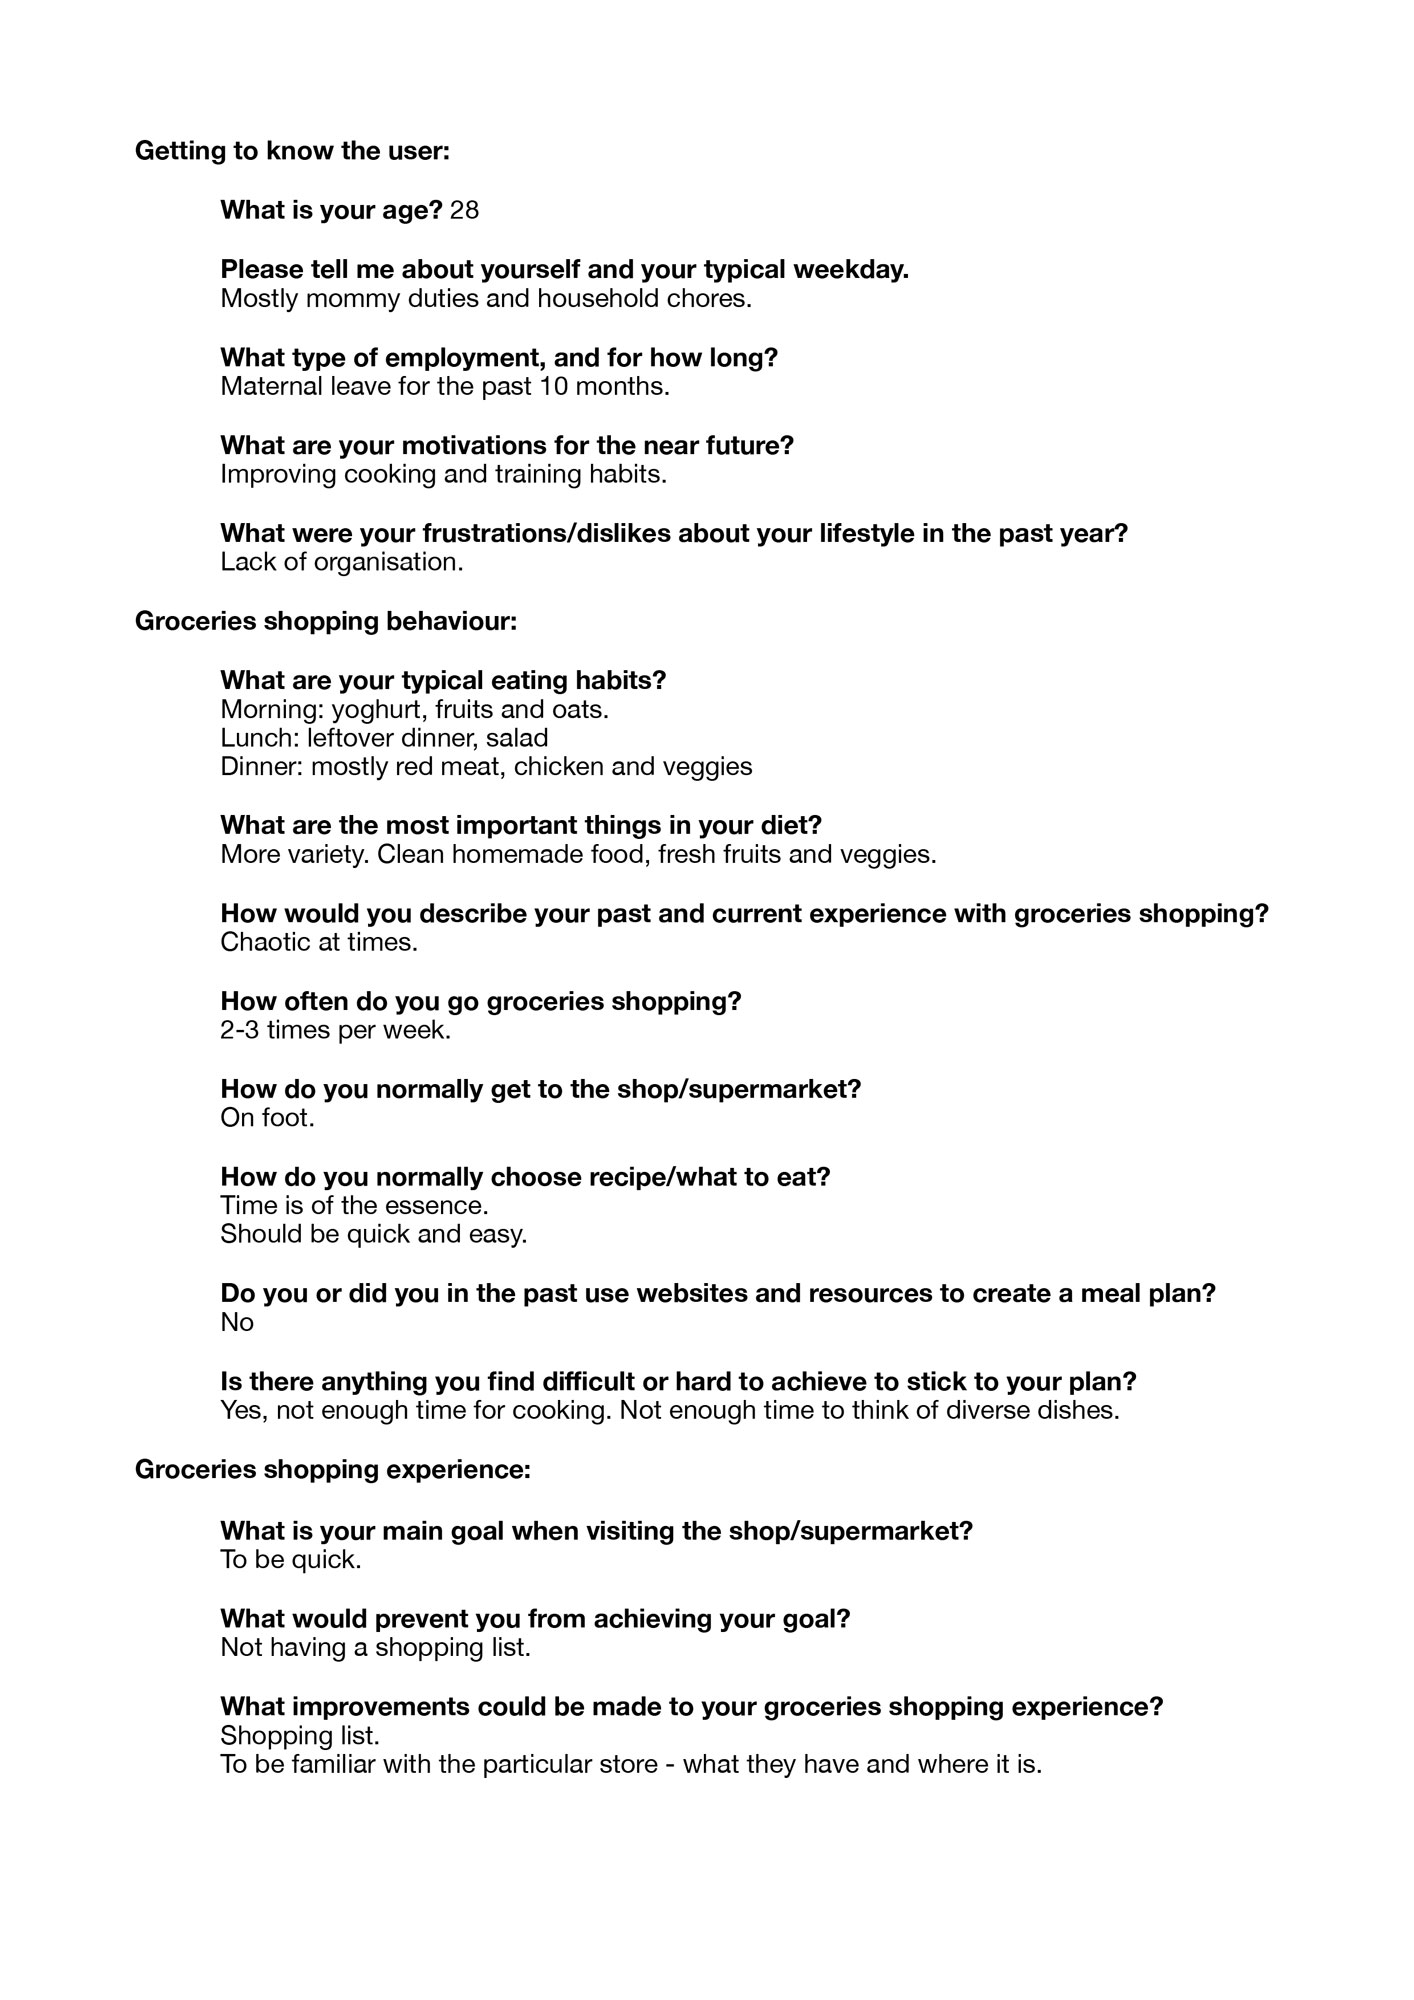 Getting to know the user:
What is your age? 28
Please tell me about yourself and your typical weekday.
Mostly mommy duties and household chores.
What type of employment, and for how long?
Maternal leave for the past 10 months.
What are your motivations for the near future?
Improving cooking and training habits.
What were your frustrations/dislikes about your lifestyle in the past year?
Lack of organisation.
Groceries shopping behaviour:
What are your typical eating habits?
Morning: yoghurt, fruits and oats.
Lunch: leftover dinner, salad
Dinner: mostly red meat, chicken and veggies
What are the most important things in your diet?
More variety. Clean homemade food, fresh fruits and veggies.
How would you describe your past and current experience with groceries shopping?
Chaotic at times.
How often do you go groceries shopping?
2-3 times per week.
How do you normally get to the shop/supermarket?
On foot.
How do you normally choose recipe/what to eat?
Time is of the essence.
Should be quick and easy.
Do you or did you in the past use websites and resources to create a meal plan?
No
Is there anything you find difficult or hard to achieve to stick to your plan?
Yes, not enough time for cooking. Not enough time to think of diverse dishes.
Groceries shopping experience:
What is your main goal when visiting the shop/supermarket?
To be quick.
What would prevent you from achieving your goal?
Not having a shopping list.
What improvements could be made to your groceries shopping experience?
Shopping list.
To be familiar with the particular store - what they have and where it is.